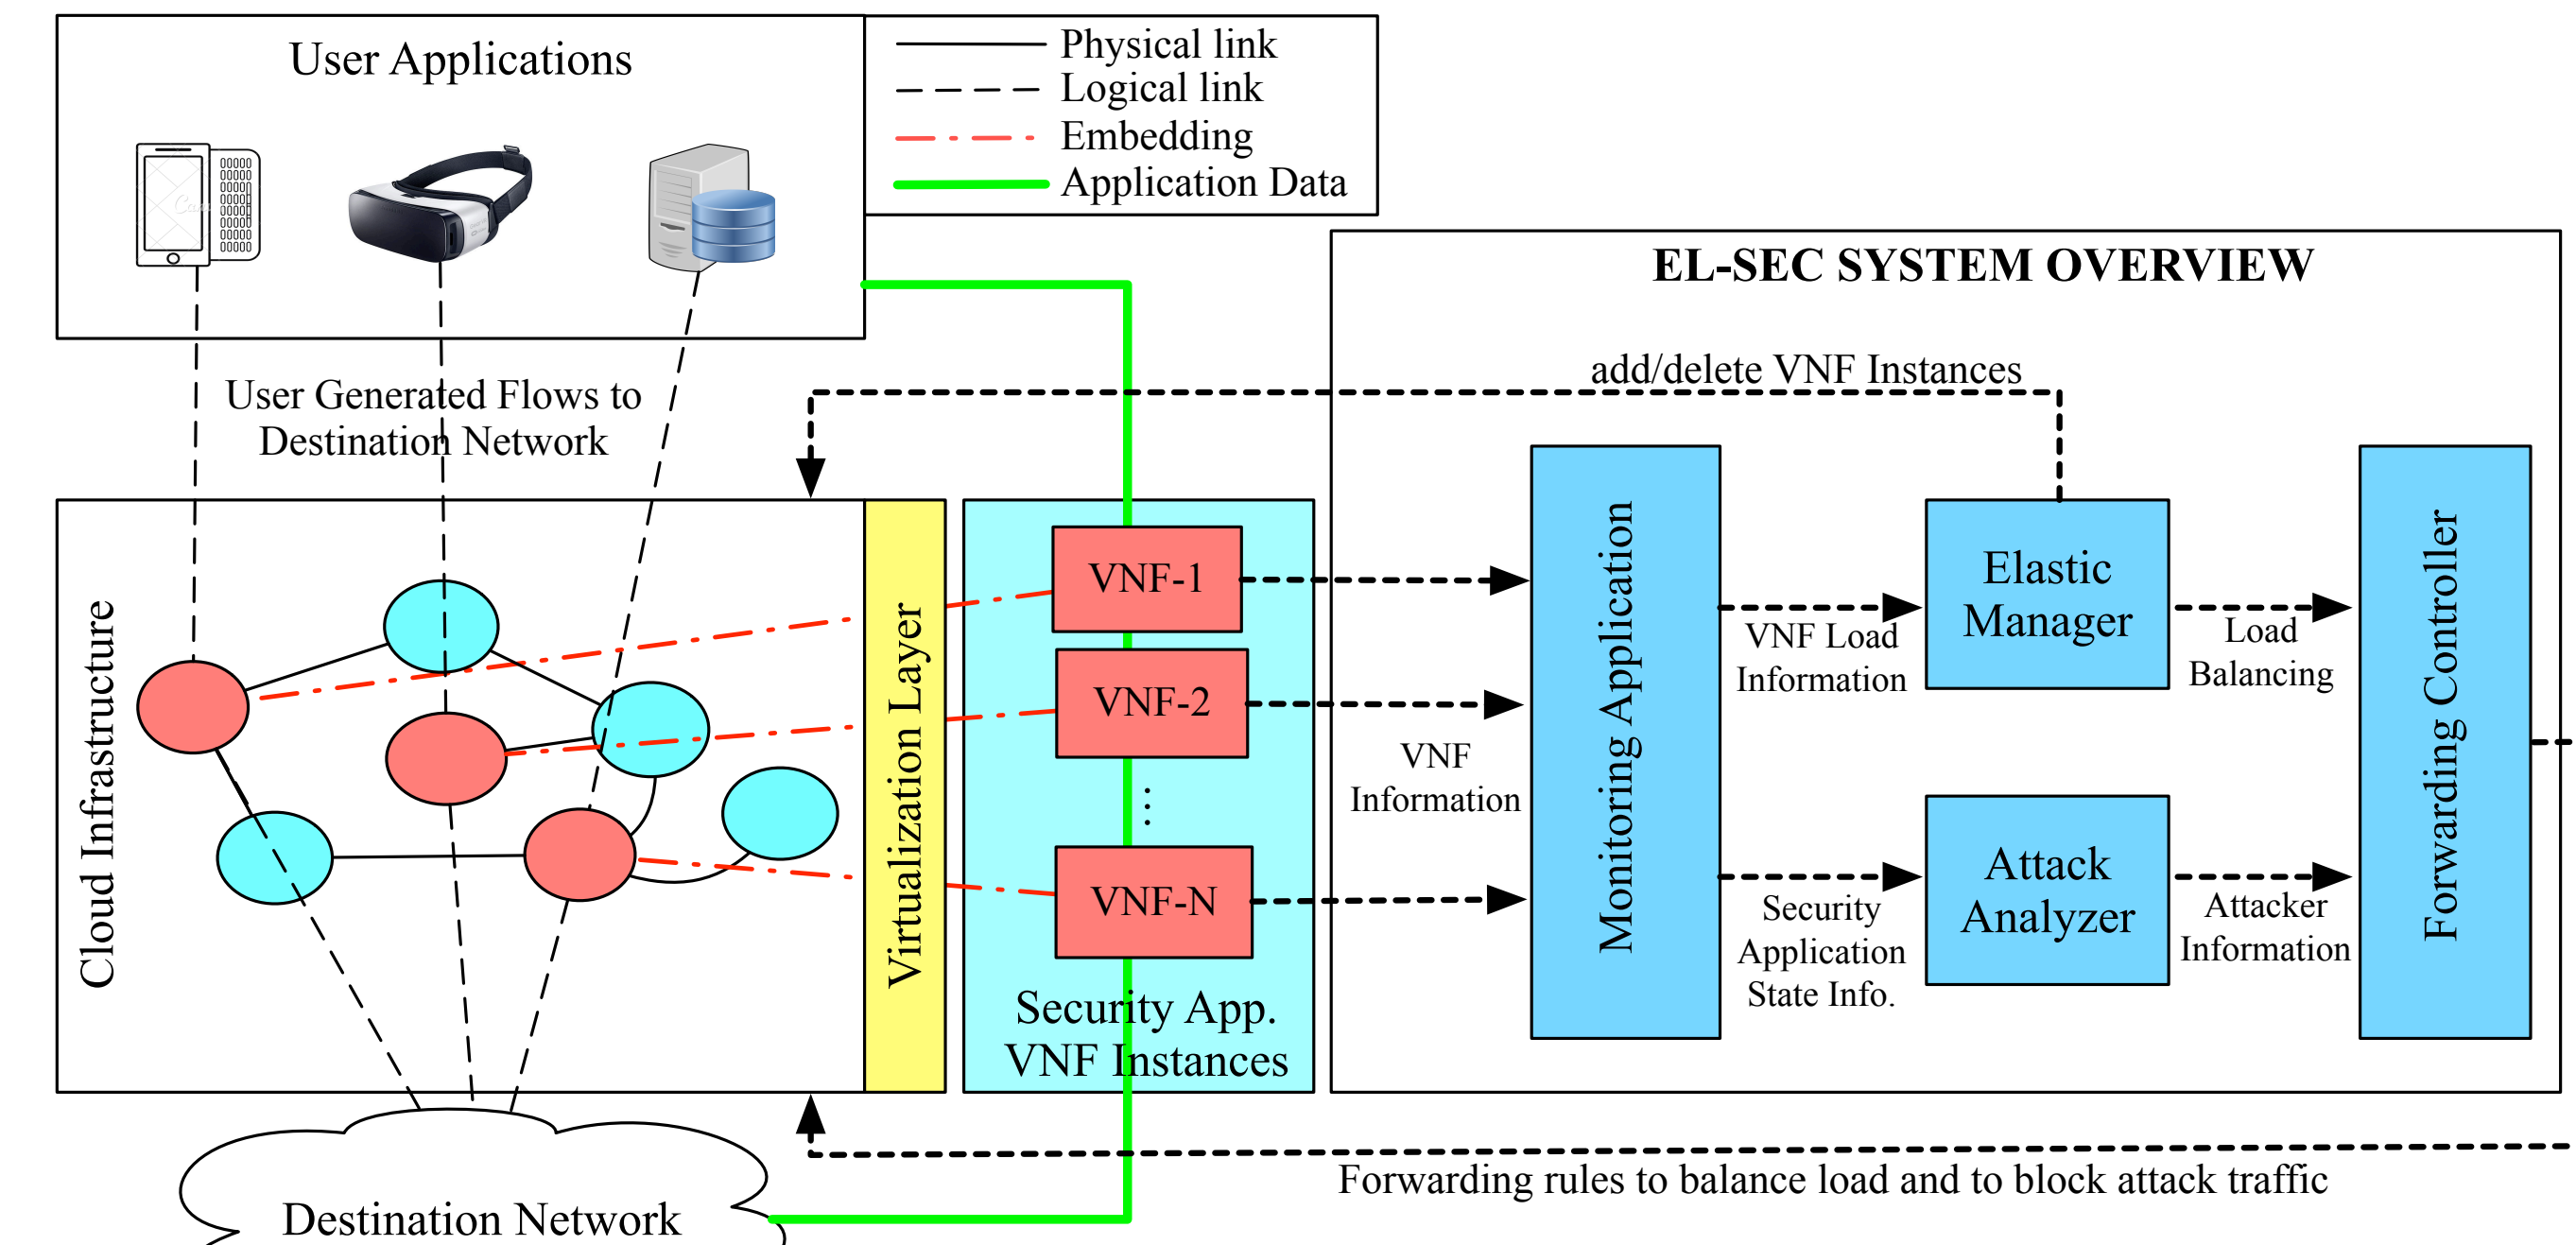 User Applications
Physical link
Logical link
Embedding
Application Data
EL-SEC SYSTEM OVERVIEW
add/delete VNF Instances
User Generated Flows to
Destination Network
Cloud Infrastructure
Virtualization Layer
VNF-1
VNF-2
⋮
VNF-N
Security App.
VNF Instances
VNF
Information
Monitoring Application
VNF Load
Information
Elastic
Manager
Load
Balancing
Security
Application
State Info.
Attack
Analyzer
Attacker
Information
Forwarding Controller
Forwarding rules to balance load and to block attack traffic
Destination Network